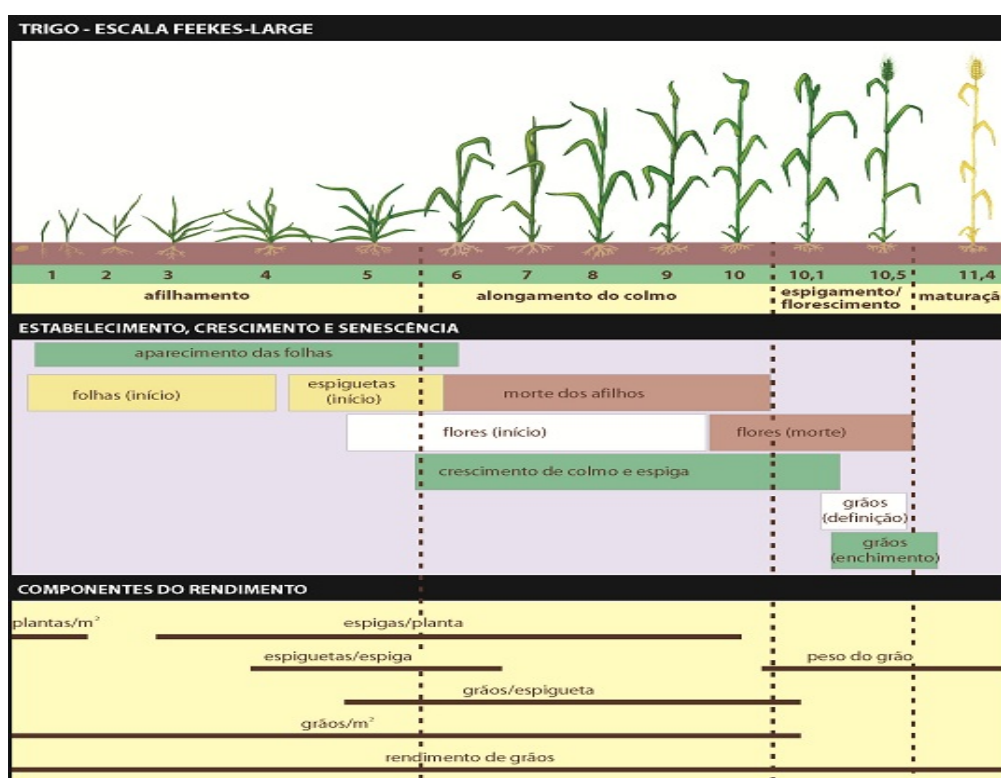 TRIGO - ESCALA FEEKES-LARGE
1 2 3 4 5 6 7 8 9 10 10,1 10,5 11,4
afilhamento
alongamento do colmo
espigamento/
florescimento
maturaçã
ESTABELECIMENTO, CRESCIMENTO E SENESCÊNCIA
aparecimento das folhas
folhas (início)
espiguetas
(início)
morte dos afilhos
flores (início)
flores (morte)
crescimento de colmo e espiga
grãos
(definição)
grãos
(enchimento)
COMPONENTES DO RENDIMENTO
plantas/m²
espigas/planta
espiguetas/espiga
peso do grão
grãos/espigueta
grãos/m²
rendimento de grãos